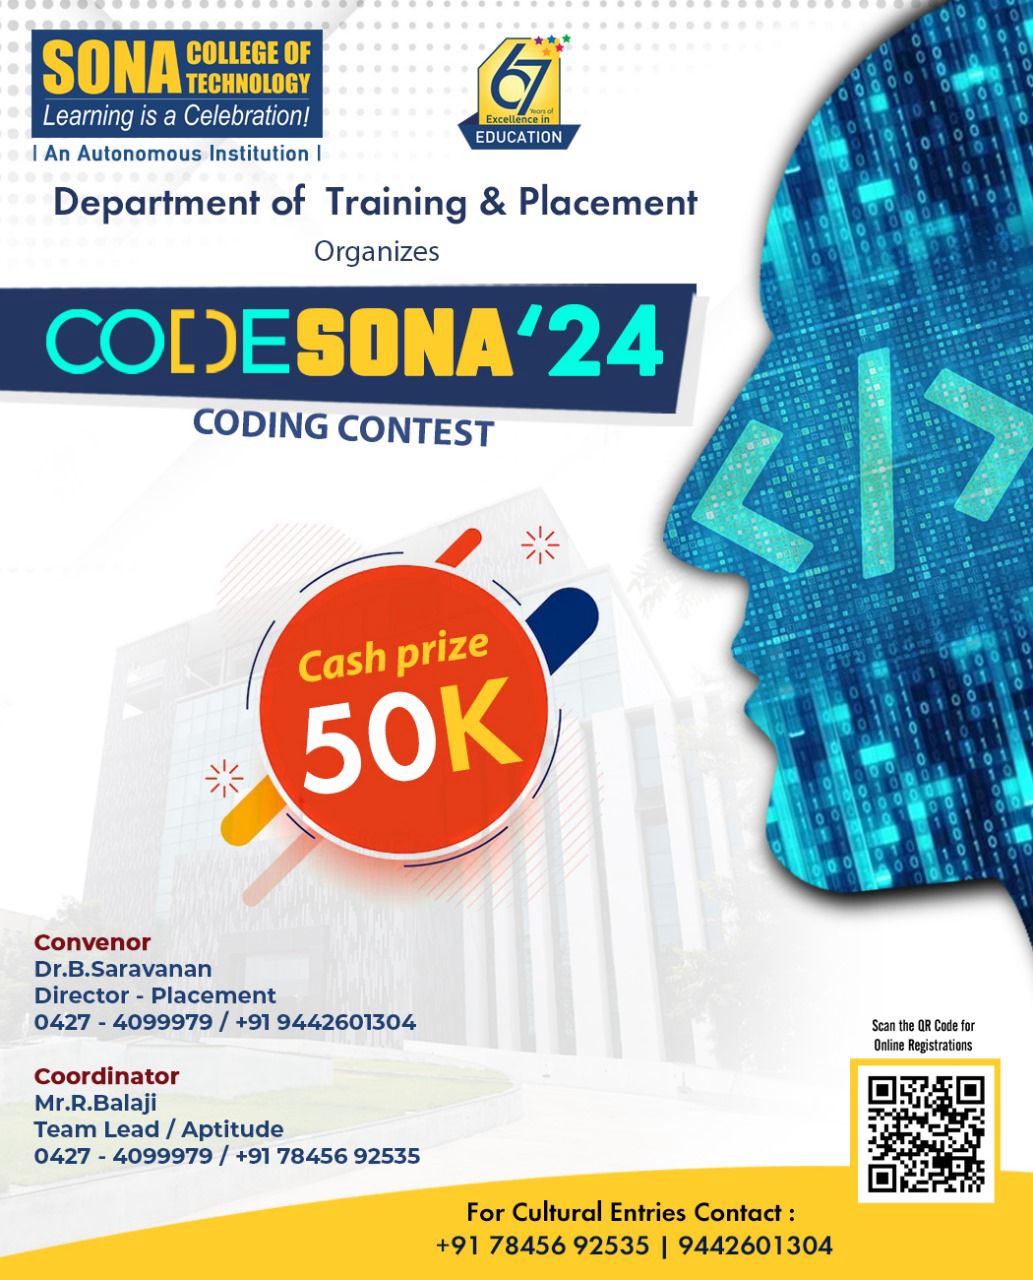 SONA COLLEGE OF
TECHNOLOGY
Learning is a Celebration!
| An Autonomous Institution |
67
Years of
Excellence in
EDUCATION
Department of Training & Placement
Organizes
CODESONA'24
CODING CONTEST
</>
Cash prize
50K
Convenor
Dr.B.Saravanan
Director - Placement
0427 - 4099979 / +91 9442601304
Coordinator
Mr.R.Balaji
Team Lead / Aptitude
0427 - 4099979 / +91 78456 92535
Scan the QR Code for
Online Registrations
For Cultural Entries Contact :
+91 78456 92535 | 9442601304